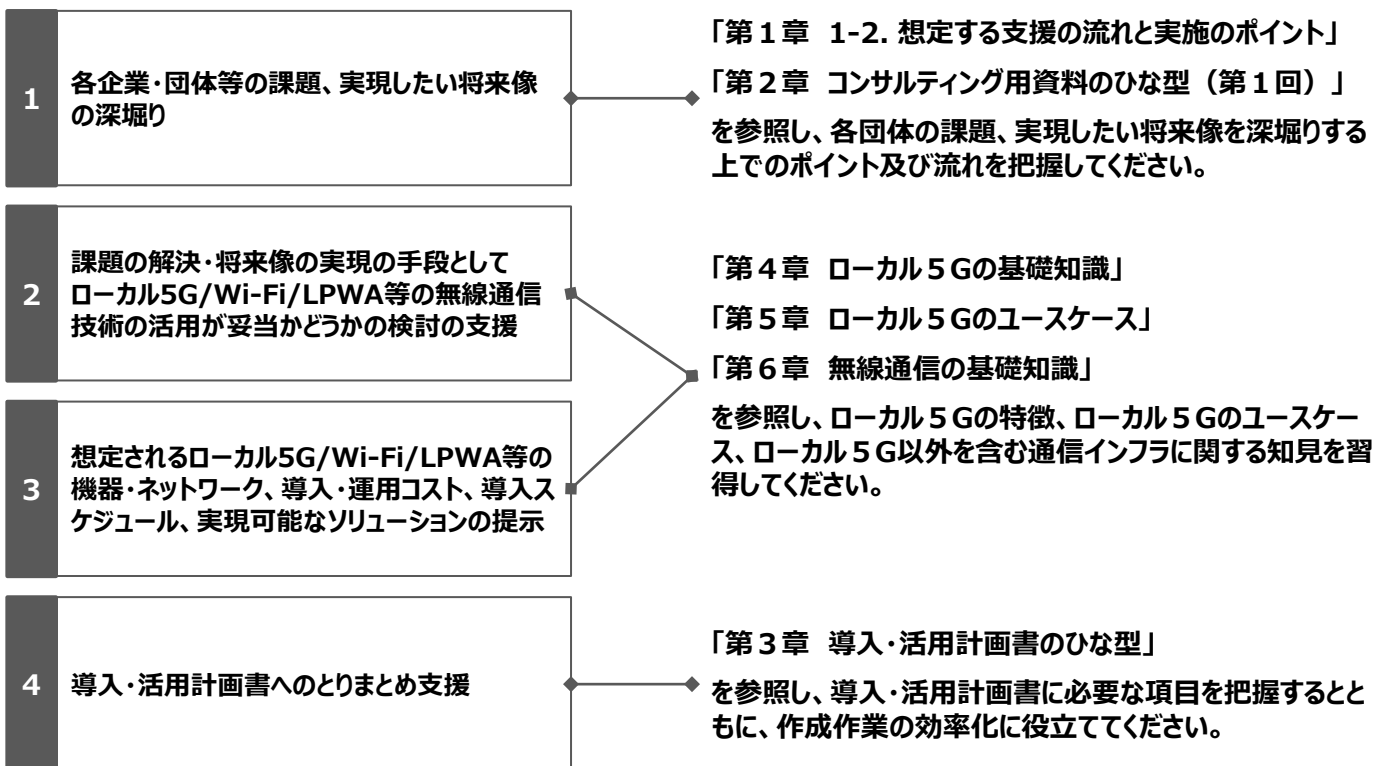 1
各企業・団体等の課題、実現したい将来像
の深堀り
「第１章 1-2. 想定する支援の流れと実施のポイント」
「第２章 コンサルティング用資料のひな型（第１回）」
を参照し、各団体の課題、実現したい将来像を深堀りする
上でのポイント及び流れを把握してください。
2
課題の解決・将来像の実現の手段として
ローカル5G/Wi-Fi/LPWA等の無線通信
技術の活用が妥当かどうかの検討の支援
3
想定されるローカル5G/Wi-Fi/LPWA等の
機器・ネットワーク、導入・運用コスト、導入ス
ケジュール、実現可能なソリューションの提示
「第４章 ローカル５Gの基礎知識」
「第５章 ローカル５Gのユースケース」
「第６章 無線通信の基礎知識」
を参照し、ローカル５Gの特徴、ローカル５Gのユースケー
ス、ローカル５G以外を含む通信インフラに関する知見を習
得してください。
4
導入・活用計画書へのとりまとめ支援
「第３章 導入・活用計画書のひな型」
を参照し、導入・活用計画書に必要な項目を把握するとと
もに、作成作業の効率化に役立ててください。